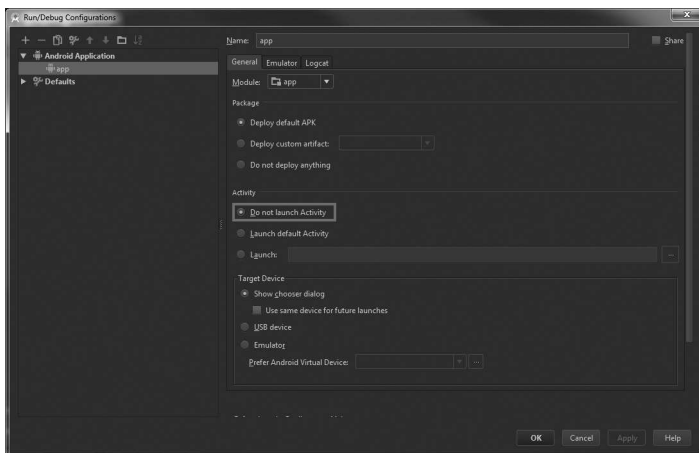 Run/Debug Configurations
Android Application
app
Defaults
Name: app
Share
General Emulator Logcat
Module: app
Package
Deploy default APK
Deploy custom artifact:
Do not deploy anything
Activity
Do not launch Activity
Launch default Activity
Launch:
...
Target Device
Show chooser dialog
Use same device for future launches
USB device
Emulator
Prefer Android Virtual Device:
...
OK Cancel Apply Help